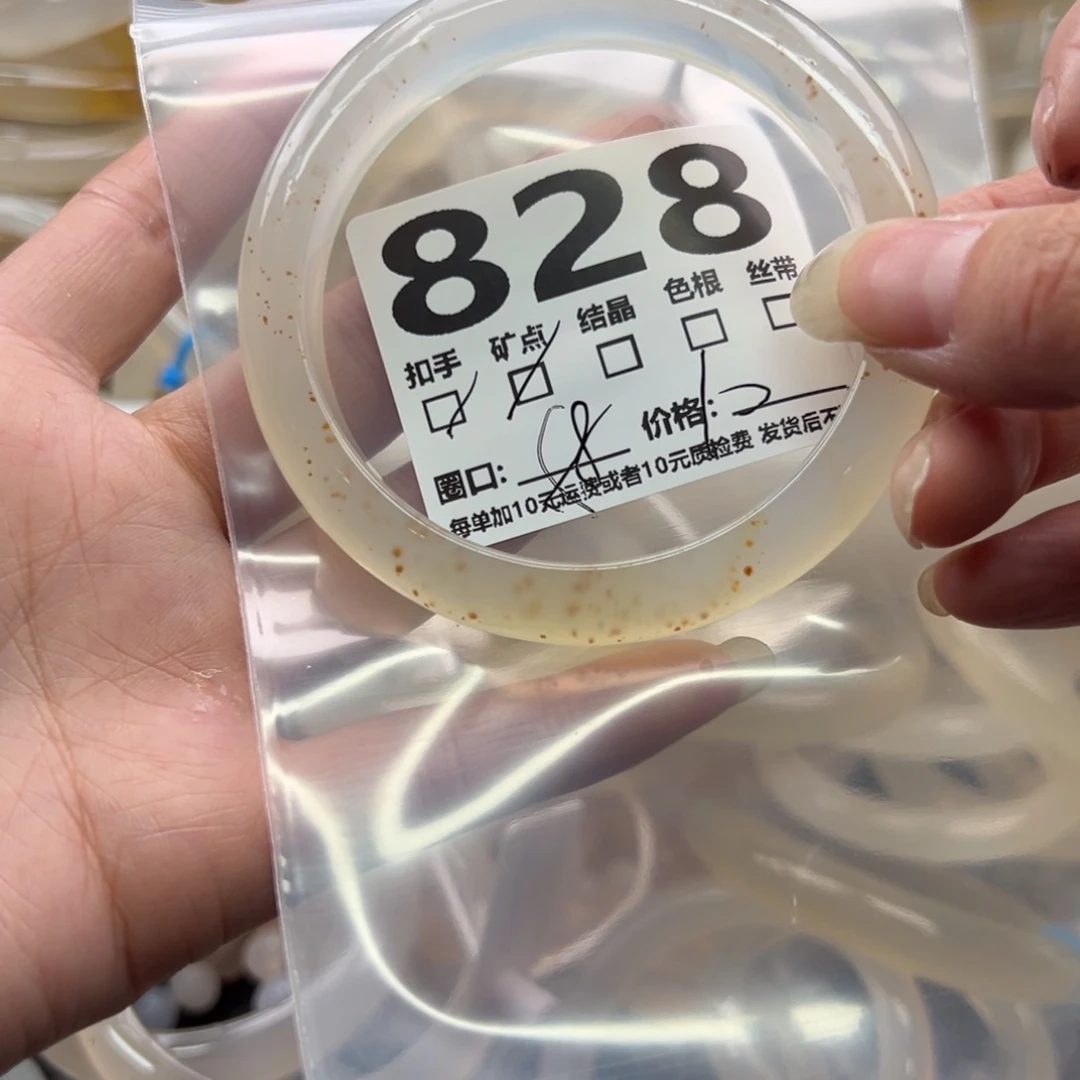 828
扣手 矿点 结晶 色根 丝带
圈口: 价格:
每单加10元运费或者10元质检费 发货后不